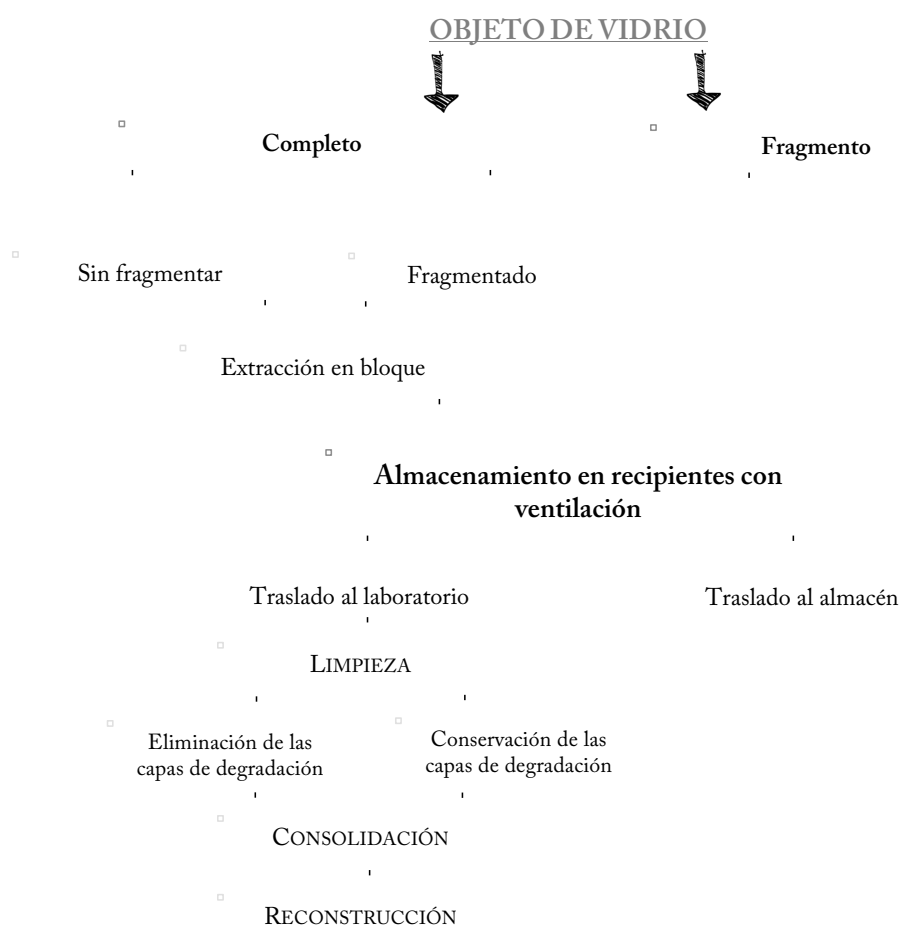 OBJETO DE VIDRIO
Completo
Fragmento
Sin fragmentar
Fragmentado
Extracción en bloque
Almacenamiento en recipientes con
ventilación
Traslado al laboratorio
Traslado al almacén
LIMPIEZA
Eliminación de las
capas de degradación
Conservación de las
capas de degradación
CONSOLIDACIÓN
RECONSTRUCCIÓN